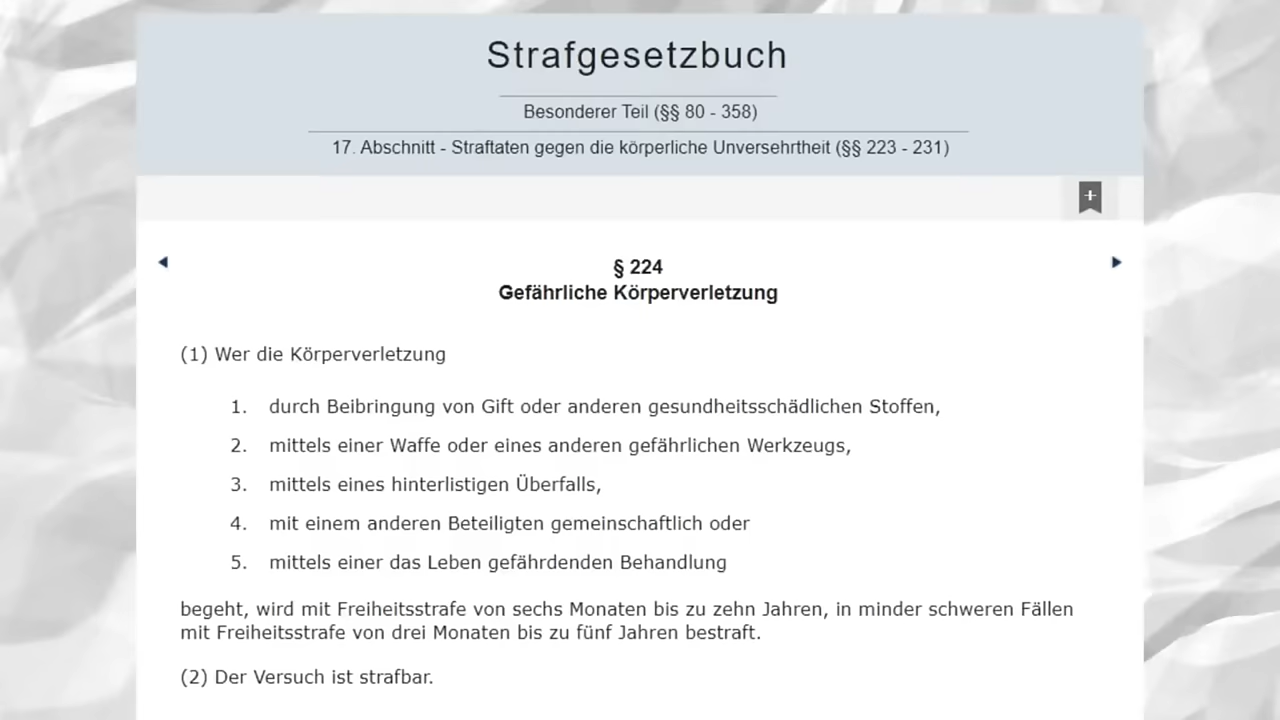 Strafgesetzbuch
Besonderer Teil (§§ 80 - 358)
17. Abschnitt - Straftaten gegen die körperliche Unversehrtheit (§§ 223 - 231)
§ 224
Gefährliche Körperverletzung
(1) Wer die Körperverletzung
1. durch Beibringung von Gift oder anderen gesundheitsschädlichen Stoffen,
2. mittels einer Waffe oder eines anderen gefährlichen Werkzeugs,
3. mittels eines hinterlistigen Überfalls,
4. mit einem anderen Beteiligten gemeinschaftlich oder
5. mittels einer das Leben gefährdenden Behandlung
begeht, wird mit Freiheitsstrafe von sechs Monaten bis zu zehn Jahren, in minder schweren Fällen
mit Freiheitsstrafe von drei Monaten bis zu fünf Jahren bestraft.
(2) Der Versuch ist strafbar.